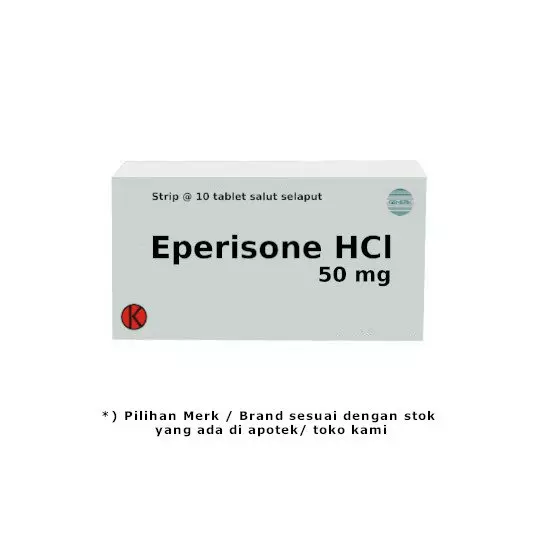 Strip @ 10 tablet salut selaput
Eperisone HCl
50 mg
K
*) Pilihan Merk / Brand sesuai dengan stok
yang ada di apotek/ toko kami